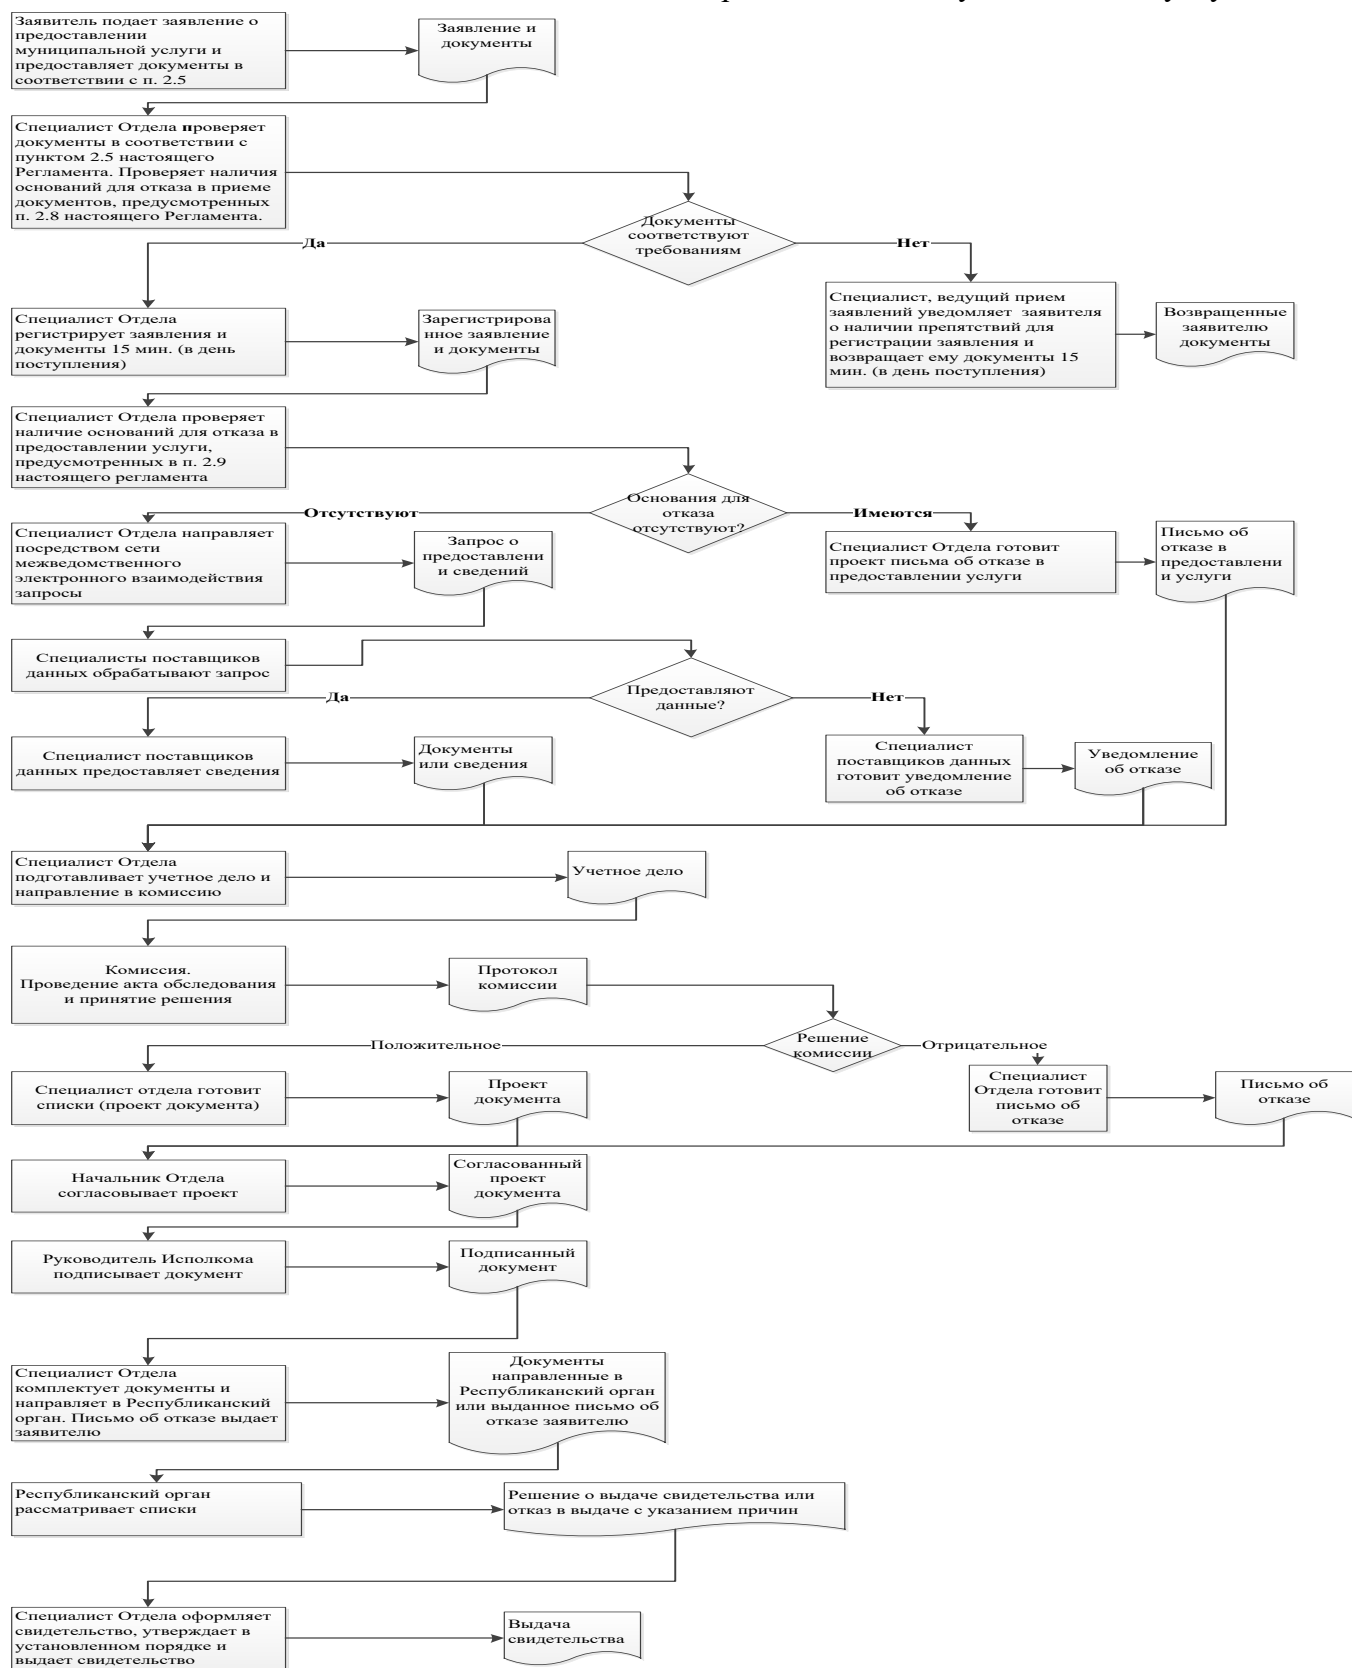 Заявитель подает заявление о
предоставлении
муниципальной услуги и
предоставляет документы в
соответствии с п. 2.5
Заявление и
документы
Специалист Отдела проверяет
документы в соответствии с
пунктом 2.5 настоящего
Регламента. Проверяет наличия
оснований для отказа в приеме
документов, предусмотренных
п. 2.8 настоящего Регламента.
Документы
соответствуют
требованиям
Да
Нет
Специалист Отдела
регистрирует заявления и
документы 15 мин. (в день
поступления)
Зарегистрирова
нное заявление
и документы
Специалист, ведущий прием
заявлений уведомляет заявителя
о наличии препятствий для
регистрации заявления и
возвращает ему документы 15
мин. (в день поступления)
Возвращенные
заявителю
документы
Специалист Отдела проверяет
наличие оснований для отказа в
предоставлении услуги,
предусмотренных в п. 2.9
настоящего регламента
Основания для
отказа
отсутствуют?
Отсутствуют
Имеются
Специалист Отдела направляет
посредством сети
межведомственного
электронного взаимодействия
запросы
Запрос о
предоставлени
и сведений
Специалист Отдела готовит
проект письма об отказе в
предоставлении услуги
Письмо об
отказе в
предоставлени
и услуги
Специалисты поставщиков
данных обрабатывают запрос
Предоставляют
данные?
Да
Нет
Специалист поставщиков
данных предоставляет сведения
Документы
или сведения
Специалист
поставщиков данных
готовит уведомление
об отказе
Уведомление
об отказе
Специалист Отдела
подготавливает учетное дело и
направление в комиссию
Учетное дело
Комиссия.
Проведение акта обследования
и принятие решения
Протокол
комиссии
Решение
комиссии
Положительное
Отрицательное
Специалист отдела готовит
списки (проект документа)
Проект
документа
Специалист
Отдела готовит
письмо об
отказе
Письмо об
отказе
Начальник Отдела
согласовывает проект
Согласованный
проект
документа
Руководитель Исполкома
подписывает документ
Подписанный
документ
Специалист Отдела
комплектует документы и
направляет в Республиканский
орган. Письмо об отказе выдает
заявителю
Документы
направленные в
Республиканский орган
или выданное письмо об
отказе заявителю
Республиканский орган
рассматривает списки
Решение о выдаче свидетельства или
отказ в выдаче с указанием причин
Специалист Отдела оформляет
свидетельство, утверждает в
установленном порядке и
выдает свидетельство
Выдача
свидетельства